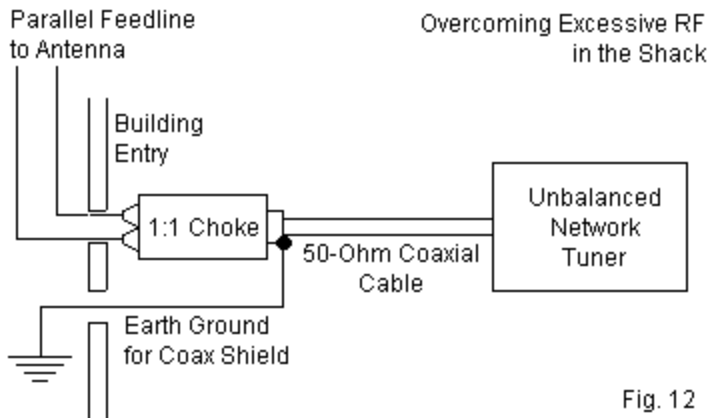 Parallel Feedline
to Antenna
Overcoming Excessive RF
in the Shack
Building
Entry
1:1 Choke
Unbalanced
Network
Tuner
50-Ohm Coaxial
Cable
Earth Ground
for Coax Shield
Fig. 12